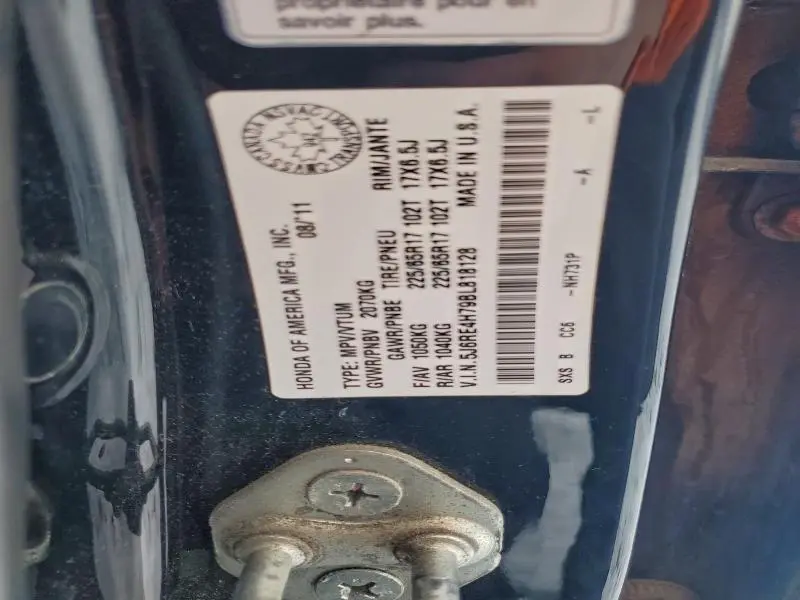 propriétaire pour en
savoir plus.
HONDA OF AMERICA MFG., INC.
08/'11
TYPE: MPV/VTUM
GVWR/PNBV 2070KG
GAWR/PNBE TIRE/PNEU RIM/JANTE
F/AV 1050KG 225/65R17 102T 17X6.5J
R/AR 1040KG 225/65R17 102T 17X6.5J
V.I.N.5J6RE4H79BL818128 MADE IN U.S.A.
SXS B CC6 -NH731P -A -L